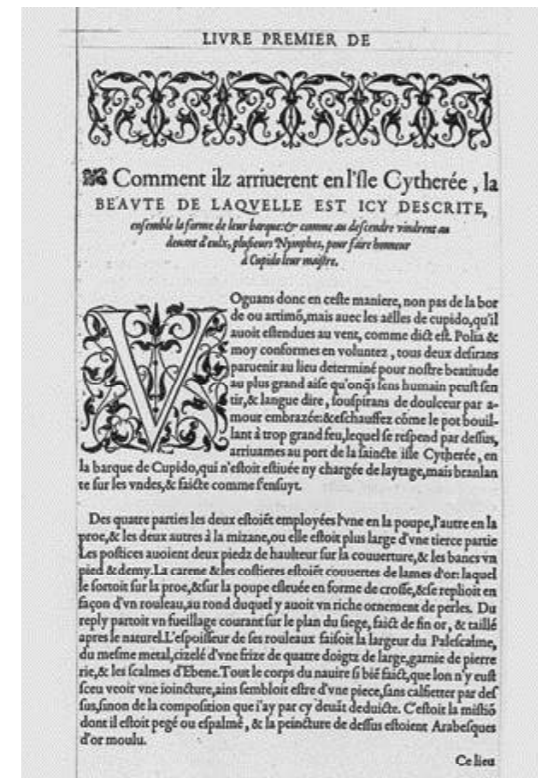 LIVRE PREMIER DE
Comment ilz arriuerent en l'iſle Cytherée, la
BEAVTE DE LAQVELLE EST ICY DESCRITE,
enſemble la forme de leur barque: & comme au deſcendre vindrent au
deuant d'eulx, pluſieurs Nymphes, pour faire honneur
à Cupido leur maiſtre.
VOguans donc en ceſte maniere, non pas de la bor
de ou artimõ, mais auec les aëlles de cupido, qu'il
auoit eſtendues au vent, comme dict eſt. Polia &
moy conformes en voluntez, tous deux deſirans
paruenir au lieu determiné pour noſtre beatitude
au plus grand aiſe qu'onq̃s ſens humain peuſt ſen
tir, & langue dire, ſouſpirans de doulceur par a-
mour embrazée: & eſchauffez cõme le pot bouil-
lant à trop grand feu, lequel ſe reſpend par deſſus,
arriuames au port de la ſaincte iſle Cytherée, en
la barque de Cupido, qui n'eſtoit eſtiuée ny chargée de laytage, mais branlan
te ſur les vndes, & faicte comme ſ'enſuyt.
Des quatre parties les deux eſtoiẽt employées l'vne en la poupe, l'autre en la
proe, & les deux autres à la mizane, ou elle eſtoit plus large d'vne tierce partie
Les poſtices auoient deux piedz de haulteur ſur la couuerture, & les bancs vn
pied & demy. La carene & les coſtieres eſtoiẽt couuertes de lames d'or: laquel
le ſortoit ſur la proe, & ſur la poupe eſleuée en forme de croſſe, & ſe replioit en
façon d'vn rouleau, au rond duquel y auoit vn riche ornement de perles. Du
reply partoit vn fueillage courant ſur le plan du ſiege, faict de fin or, & taillé
apres le naturel. L'eſpoiſſeur de ſes rouleaux faiſoit la largeur du Paleſcalme,
du meſme metal, cizelé d'vne frize de quatre doigtz de large, garnie de pierre
rie, & les ſcalmes d'Ebene. Tout le corps du nauire ſi biẽ faict, que lon n'y euſt
ſceu veoir vne ioincture, ains ſembloit eſtre d'vne piece, ſans calfietter par deſ
ſus, ſinon de la compoſition que i'ay par cy deuãt deduicte. C'eſtoit la miſtiõ
dont il eſtoit pegé ou eſpalmé, & la peincture de deſſus eſtoient Arabeſques
d'or moulu.
Ce lieu